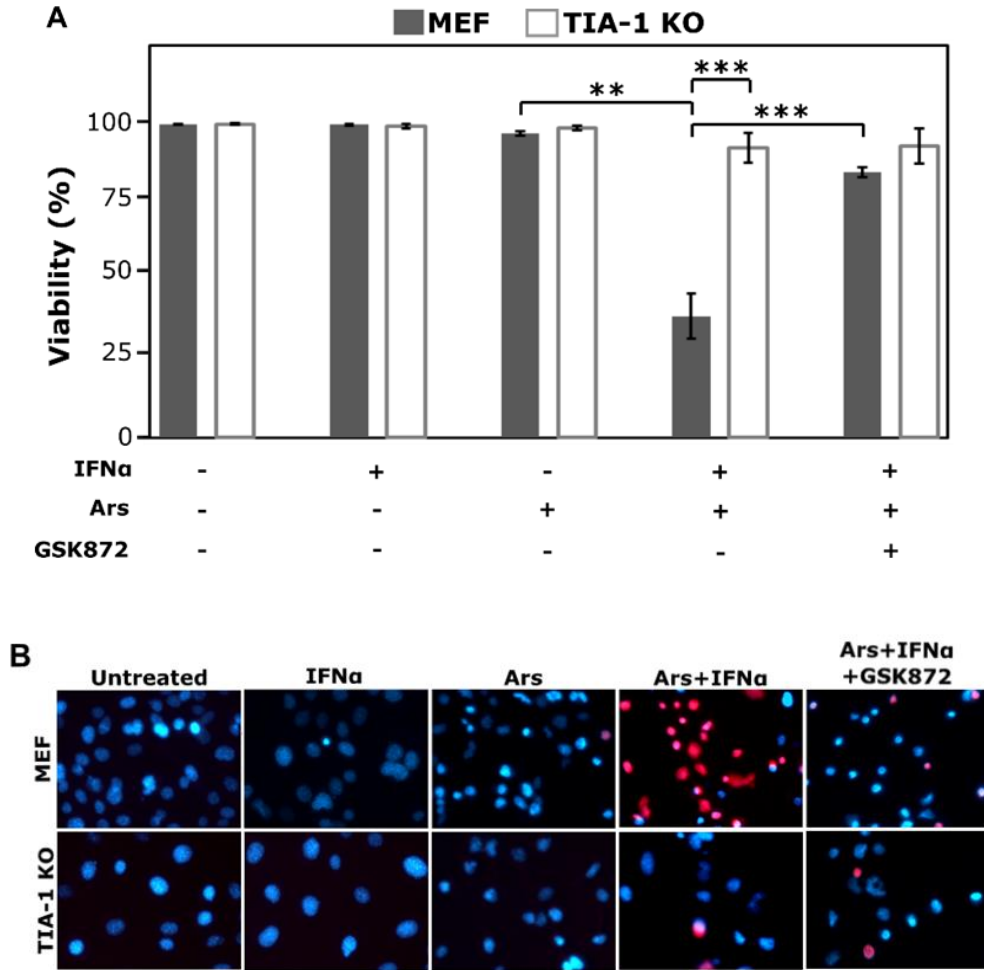 A
MEF TIA-1 KO
** *** ***
Viability (%)
100
75
50
25
0
IFNα - + - + +
Ars - - + + +
GSK872 - - - - +
B
Untreated IFNα Ars Ars+IFNα Ars+IFNα
+GSK872
MEF
TIA-1 KO